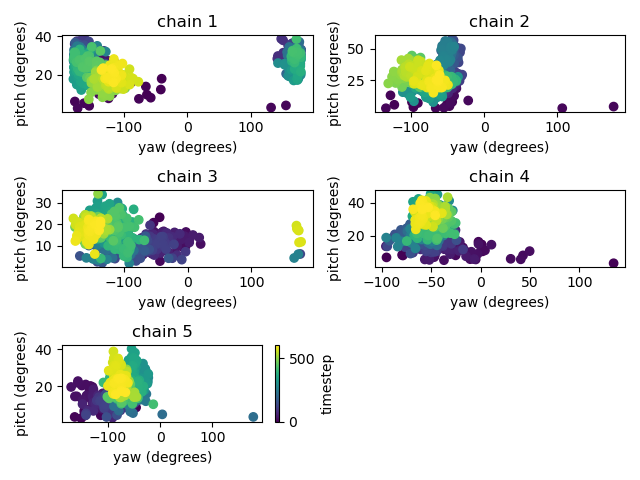 chain 1
pitch (degrees)
40
20
−100
0
100
yaw (degrees)
chain 2
pitch (degrees)
50
25
−100
0
100
yaw (degrees)
chain 3
pitch (degrees)
30
20
10
−100
0
100
yaw (degrees)
chain 4
pitch (degrees)
40
20
−100
−50
0
50
100
yaw (degrees)
chain 5
pitch (degrees)
40
20
−100
0
100
yaw (degrees)
500
0
timestep